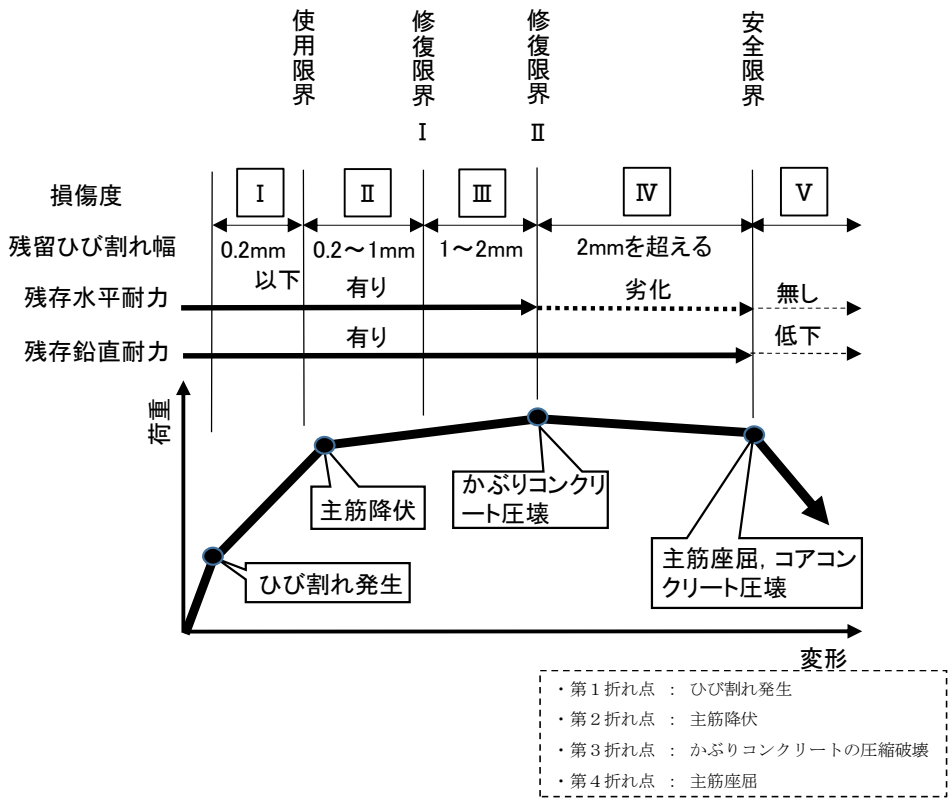 使用限界
修復限界Ⅰ
修復限界Ⅱ
安全限界
損傷度
Ⅰ
Ⅱ
Ⅲ
Ⅳ
Ⅴ
残留ひび割れ幅
0.2mm
以下
0.2～1mm
1～2mm
2mmを超える
残存水平耐力
有り
劣化
無し
残存鉛直耐力
有り
低下
荷重
主筋降伏
かぶりコンクリ
ート圧壊
ひび割れ発生
主筋座屈，コアコン
クリート圧壊
変形
・第１折れ点 ： ひび割れ発生
・第２折れ点 ： 主筋降伏
・第３折れ点 ： かぶりコンクリートの圧縮破壊
・第４折れ点 ： 主筋座屈